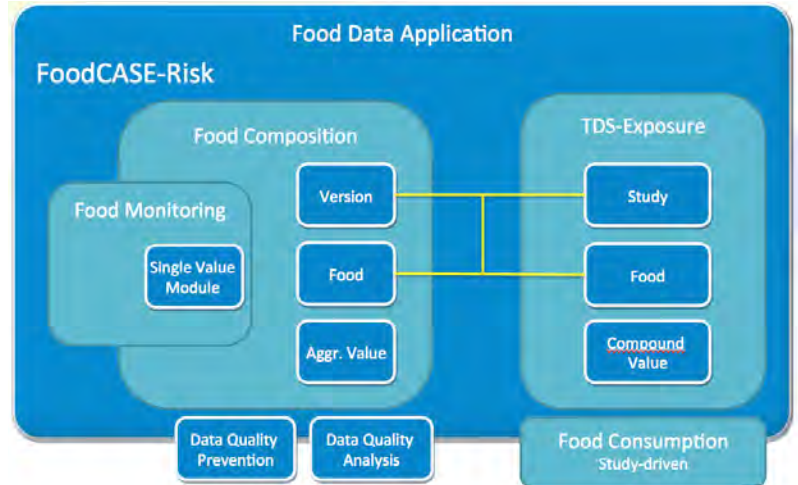 Food Data Application
FoodCASE-Risk
Food Composition
TDS-Exposure
Version
Study
Food Monitoring
Single Value
Module
Food
Food
Aggr. Value
Compound
Value
Data Quality
Prevention
Data Quality
Analysis
Food Consumption
Study-driven